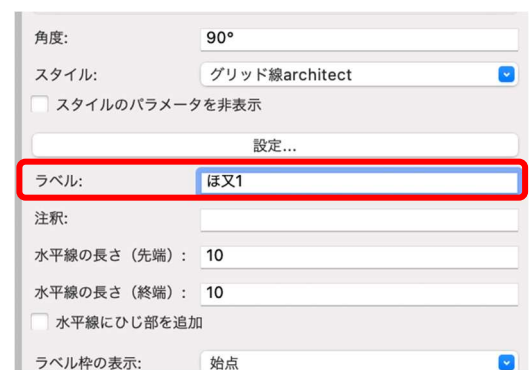 角度: 90°
スタイル: グリッド線architect
スタイルのパラメータを非表示
設定...
ラベル: ほ又1
注釈:
水平線の長さ（先端）: 10
水平線の長さ（終端）: 10
水平線にひじ部を追加
ラベル枠の表示: 始点